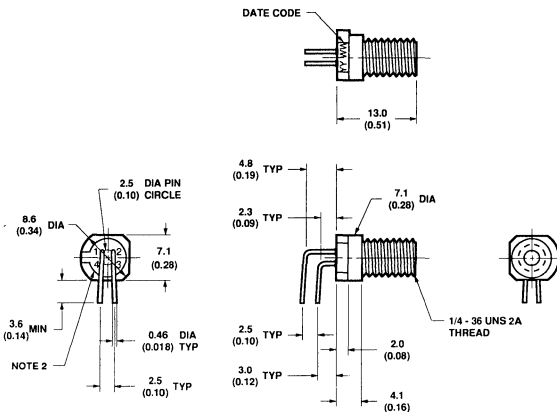 DATE CODE
YY WW
13.0
(0.51)
4.8 TYP
(0.19)
2.5 DIA PIN
(0.10) CIRCLE
7.1 DIA
(0.28)
8.6 DIA
(0.34)
2.3 TYP
(0.09)
1 2
4 3
7.1
(0.28)
3.6 MIN
(0.14)
0.46 DIA
(0.018) TYP
2.5 TYP
(0.10)
1/4 - 36 UNS 2A
THREAD
2.0
(0.08)
NOTE 2
3.0 TYP
(0.12)
2.5 TYP
(0.10)
4.1
(0.16)